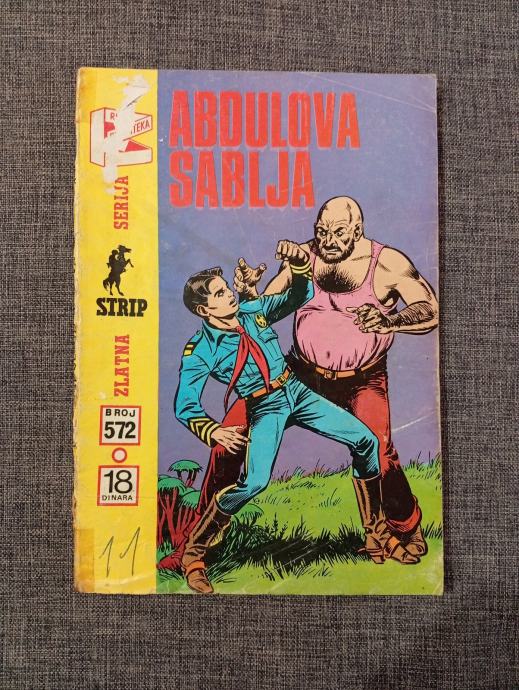 ABDULOVA
SABLJA
ZLATNA SERIJA
STRIP
BROJ
572
18
DINARA
11